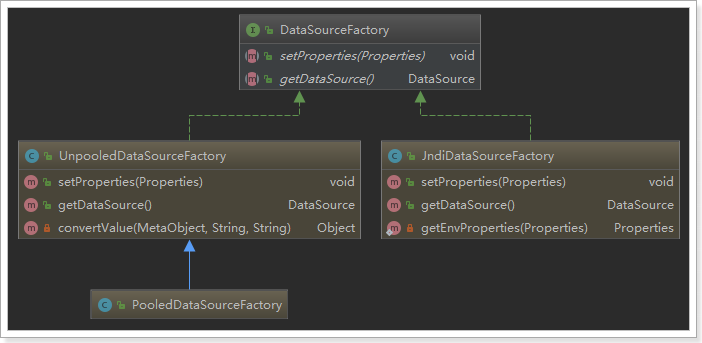 DataSourceFactory
setProperties(Properties) void
getDataSource() DataSource
UnpooledDataSourceFactory
setProperties(Properties) void
getDataSource() DataSource
convertValue(MetaObject, String, String) Object
JndiDataSourceFactory
setProperties(Properties) void
getDataSource() DataSource
getEnvProperties(Properties) Properties
PooledDataSourceFactory